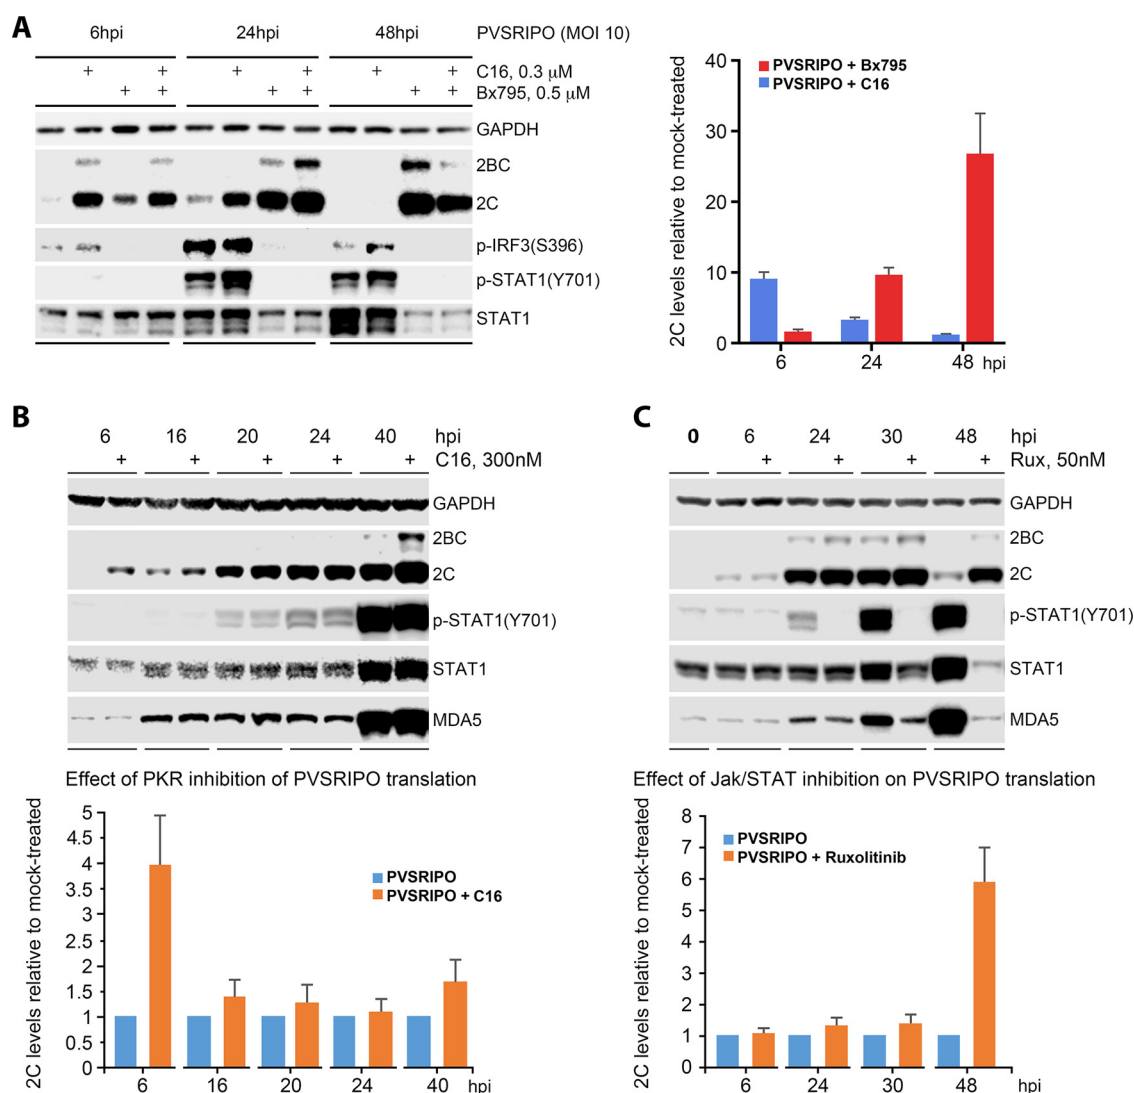 A
6hpi 24hpi 48hpi PVSRIPO (MOI 10)
+ + + + + + C16, 0.3 µM
+ + + + + + Bx795, 0.5 µM
GAPDH
2BC
2C
p-IRF3(S396)
p-STAT1(Y701)
STAT1
2C levels relative to mock-treated
PVSRIPO + Bx795
PVSRIPO + C16
40
30
20
10
0
6 24 48 hpi
B
6 16 20 24 40 hpi
+ + + + + C16, 300nM
GAPDH
2BC
2C
p-STAT1(Y701)
STAT1
MDA5
Effect of PKR inhibition of PVSRIPO translation
2C levels relative to mock-treated
PVSRIPO
PVSRIPO + C16
5
4.5
4
3.5
3
2.5
2
1.5
1
0.5
0
6 16 20 24 40 hpi
C
0 6 24 30 48 hpi
+ + + + Rux, 50nM
GAPDH
2BC
2C
p-STAT1(Y701)
STAT1
MDA5
Effect of Jak/STAT inhibition on PVSRIPO translation
2C levels relative to mock-treated
PVSRIPO
PVSRIPO + Ruxolitinib
8
7
6
5
4
3
2
1
0
6 24 30 48 hpi